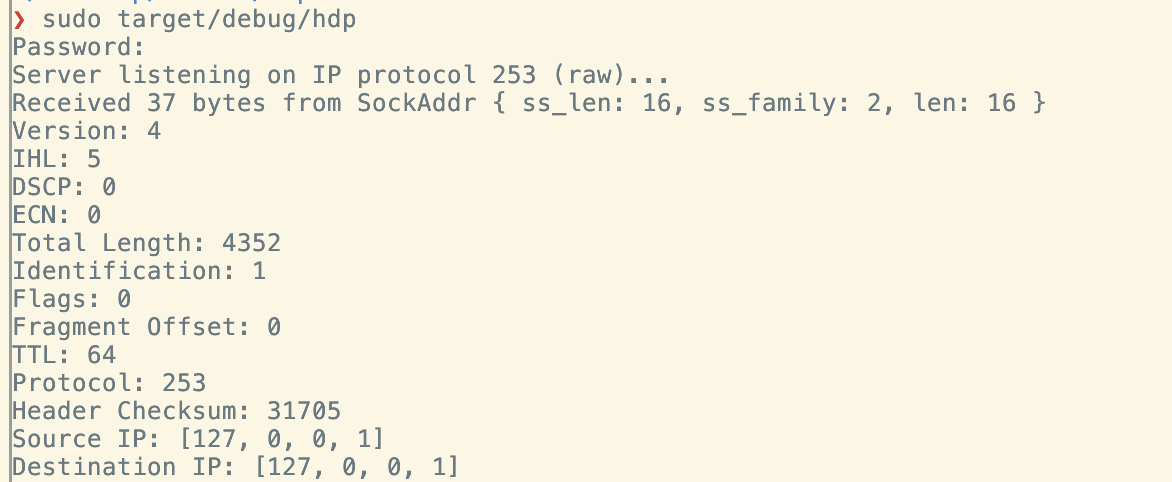 ❯ sudo target/debug/hdp
Password:
Server listening on IP protocol 253 (raw)...
Received 37 bytes from SockAddr { ss_len: 16, ss_family: 2, len: 16 }
Version: 4
IHL: 5
DSCP: 0
ECN: 0
Total Length: 4352
Identification: 1
Flags: 0
Fragment Offset: 0
TTL: 64
Protocol: 253
Header Checksum: 31705
Source IP: [127, 0, 0, 1]
Destination IP: [127, 0, 0, 1]